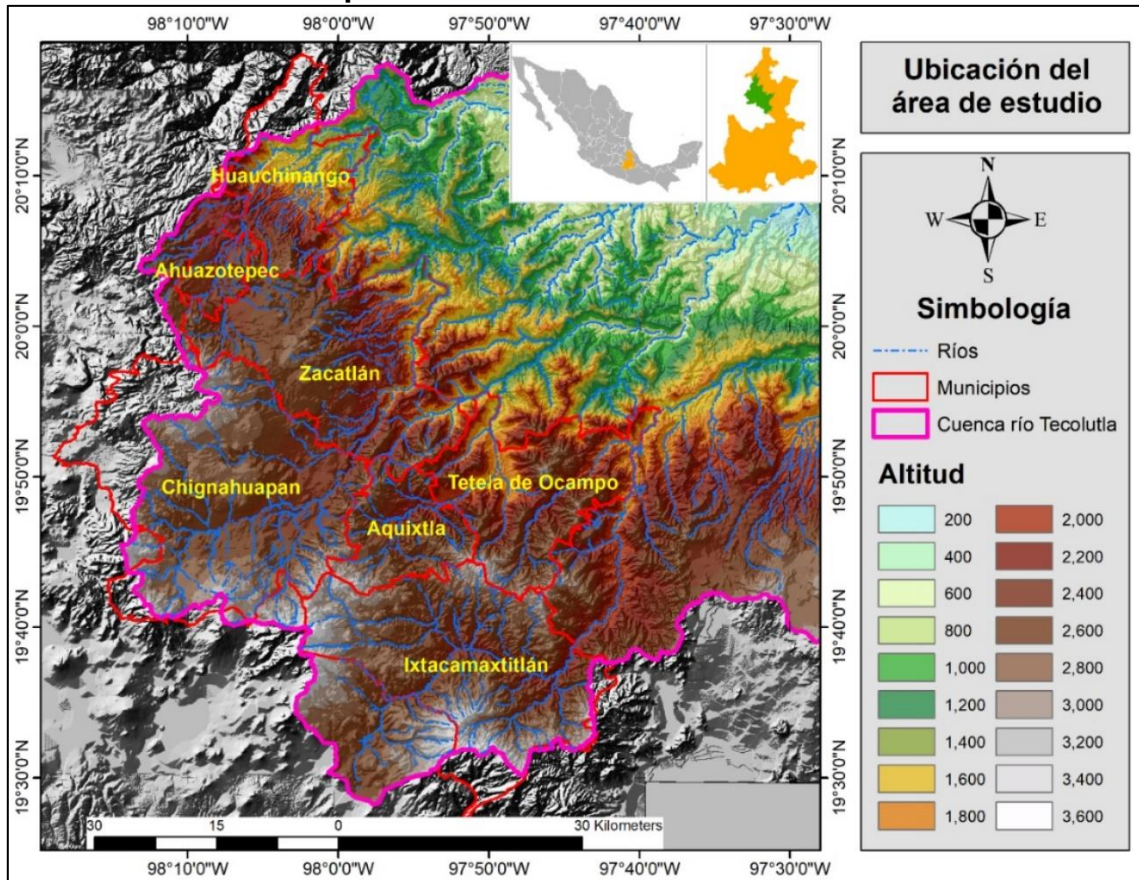 98°10'0"W 98°0'0"W 97°50'0"W 97°40'0"W 97°30'0"W
20°10'0"N
20°0'0"N
19°50'0"N
19°40'0"N
19°30'0"N
Huauchinango
Ahuazotepec
Zacatlán
Chignahuapan
Tetela de Ocampo
Aquixtla
Ixtacamaxtitlán
30 15 0 30 Kilometers
98°10'0"W 98°0'0"W 97°50'0"W 97°40'0"W 97°30'0"W
20°10'0"N
20°0'0"N
19°50'0"N
19°40'0"N
19°30'0"N
Ubicación del
área de estudio
N
W E
S
Simbología
Ríos
Municipios
Cuenca río Tecolutla
Altitud
200 2,000
400 2,200
600 2,400
800 2,600
1,000 2,800
1,200 3,000
1,400 3,200
1,600 3,400
1,800 3,600